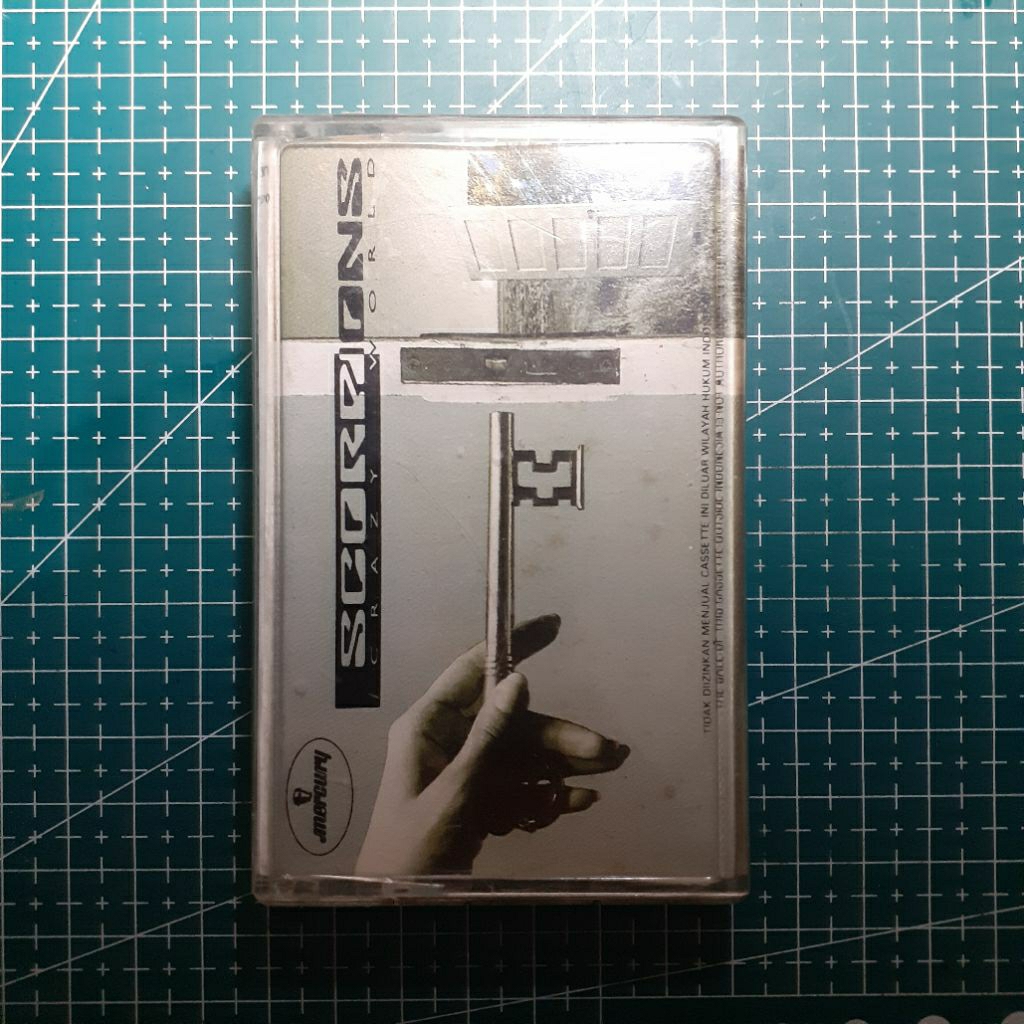 SCORPIONS
CRAZY WORLD
mercury
TIDAK DIIZINKAN MENJUAL CASSETTE INI DILUAR WILAYAH HUKUM INDO
THE SALE OF THIS CASSETTE OUTSIDE INDONESIA IS NOT AUTHOR